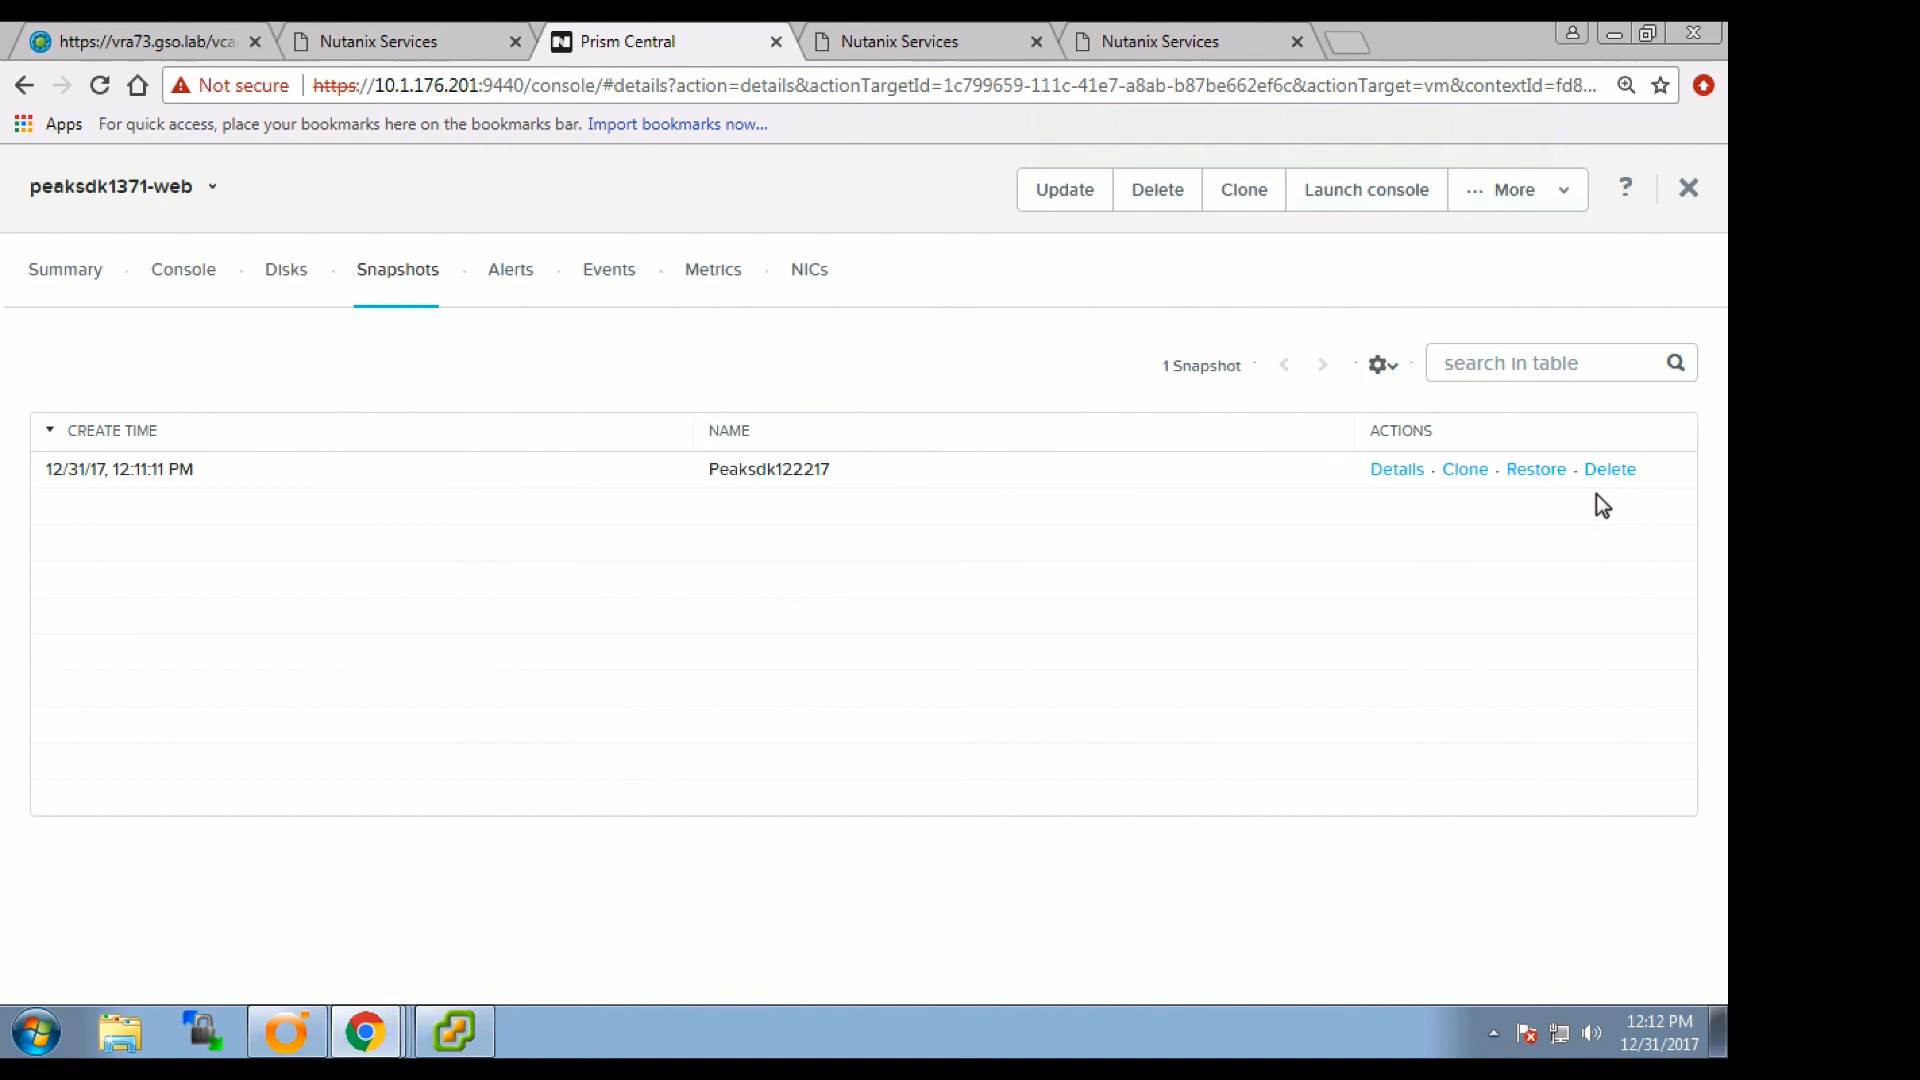 https://vra73.gso.lab/vca
Nutanix Services
Prism Central
Nutanix Services
Nutanix Services
Not secure
https://10.1.176.201:9440/console/#details?action=details&actionTargetId=1c799659-111c-41e7-a8ab-b87be662ef6c&actionTarget=vm&contextId=fd8...
Apps For quick access, place your bookmarks here on the bookmarks bar. Import bookmarks now...
peaksdk1371-web
Update Delete Clone Launch console ··· More ?
Summary · Console · Disks · Snapshots · Alerts · Events · Metrics · NICs
1 Snapshot · · · search in table
CREATE TIME NAME ACTIONS
12/31/17, 12:11:11 PM Peaksdk122217 Details · Clone · Restore · Delete
12:12 PM
12/31/2017